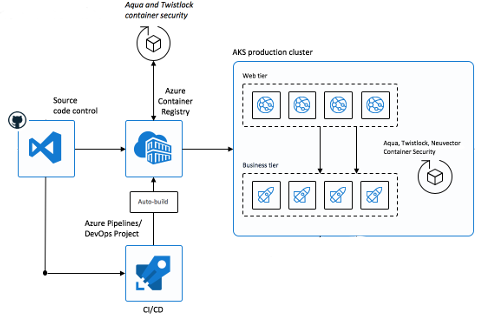 Aqua and Twistlock
container security
AKS production cluster
Web tier
Azure
Container
Registry
Source
code control
Aqua, Twistlock, Neuvector
Container Security
Business tier
Auto-build
Azure Pipelines/
DevOps Project
CI/CD